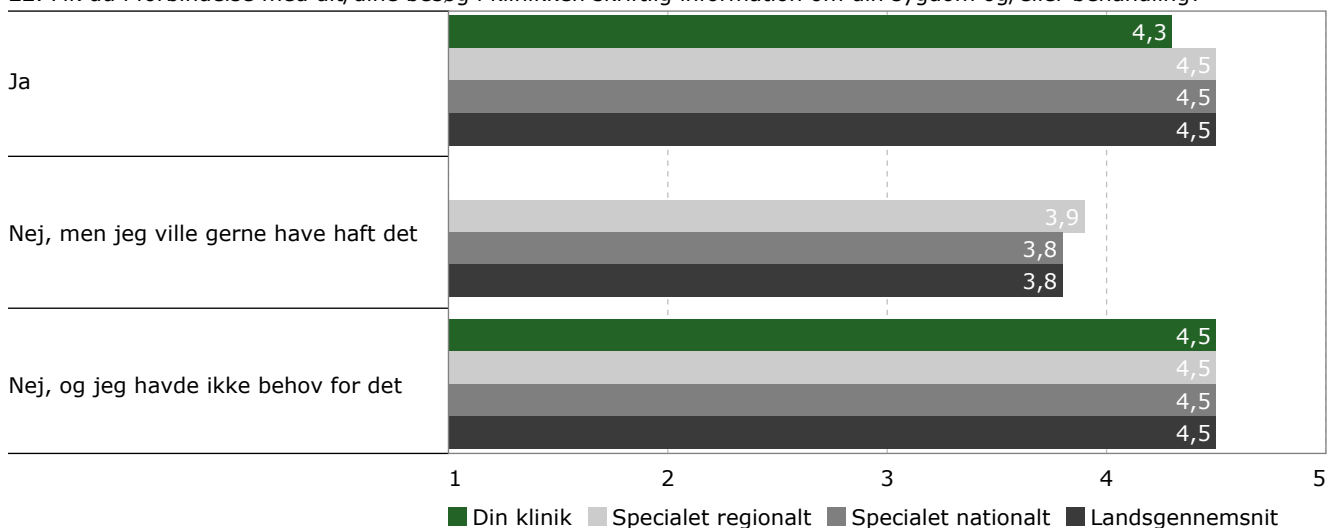 Ja
4,3
4,5
4,5
4,5
Nej, men jeg ville gerne have haft det
3,9
3,8
3,8
Nej, og jeg havde ikke behov for det
4,5
4,5
4,5
4,5
1 2 3 4 5
Din klinik Specialet regionalt Specialet nationalt Landsgennemsnit